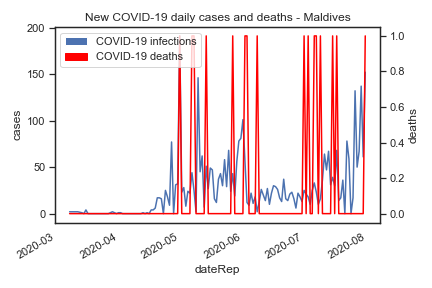 New COVID-19 daily cases and deaths - Maldives
COVID-19 infections
COVID-19 deaths
200
150
100
50
0
cases
1.0
0.8
0.6
0.4
0.2
0.0
deaths
2020-03
2020-04
2020-05
2020-06
2020-07
2020-08
dateRep